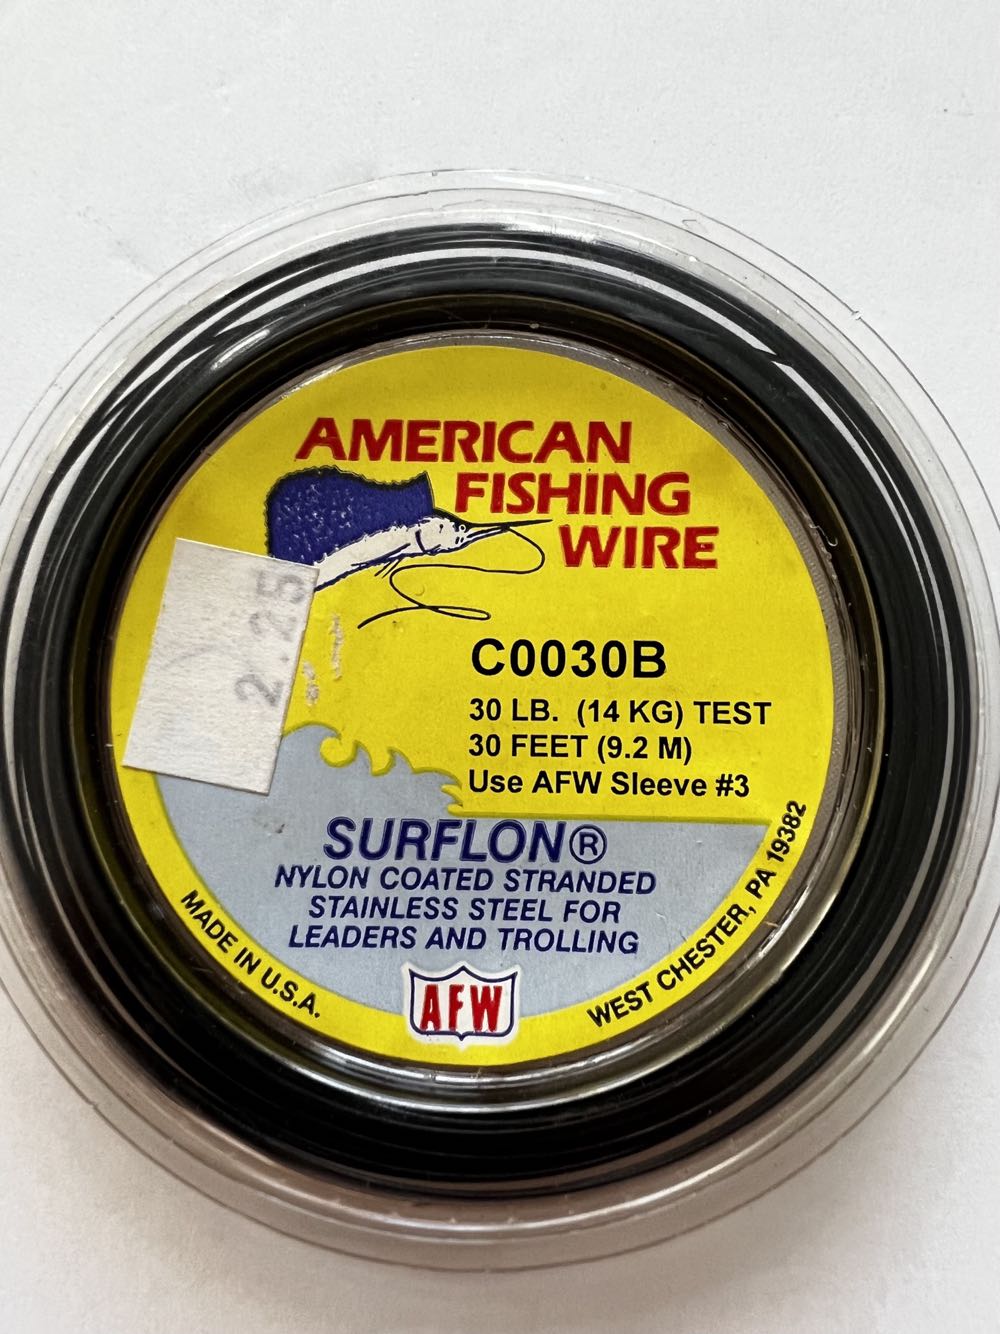 AMERICAN
FISHING
WIRE
2.25
C0030B
30 LB. (14 KG) TEST
30 FEET (9.2 M)
Use AFW Sleeve #3
SURFLON®
NYLON COATED STRANDED
STAINLESS STEEL FOR
LEADERS AND TROLLING
MADE IN U.S.A.
AFW
WEST CHESTER, PA 19382